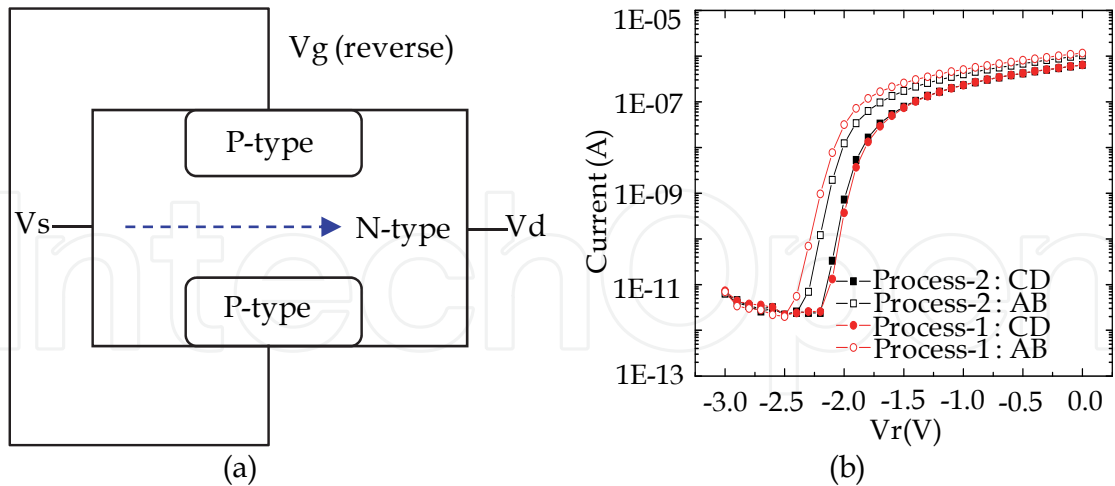 Vg (reverse)
P-type
Vs
N-type
Vd
P-type
(a)
1E-05
1E-07
1E-09
1E-11
1E-13
Current (A)
Process-2 : CD
Process-2 : AB
Process-1 : CD
Process-1 : AB
-3.0 -2.5 -2.0 -1.5 -1.0 -0.5 0.0
Vr(V)
(b)
IntechOpen